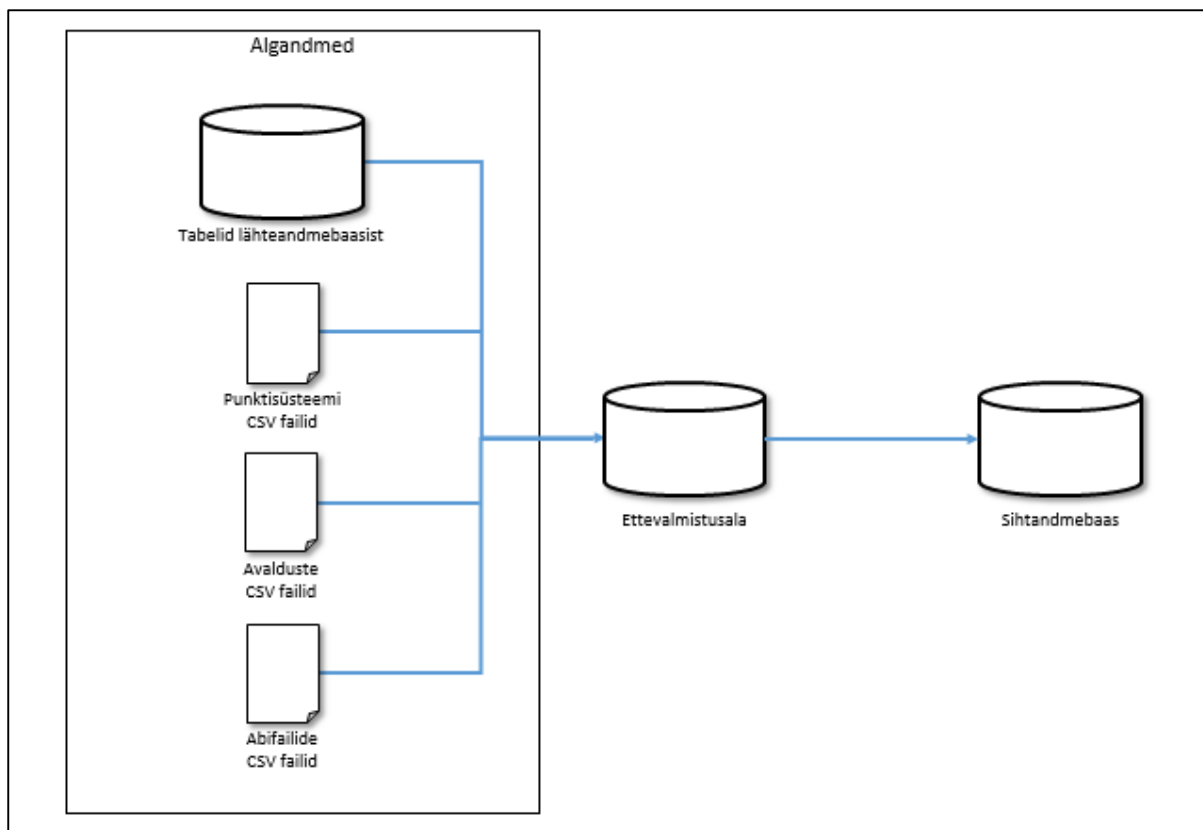 Algandmed
Tabelid lähteandmebaasist
Punktisüsteemi
CSV failid
Avalduste
CSV failid
Abifailide
CSV failid
Ettevalmistusala
Sihtandmebaas